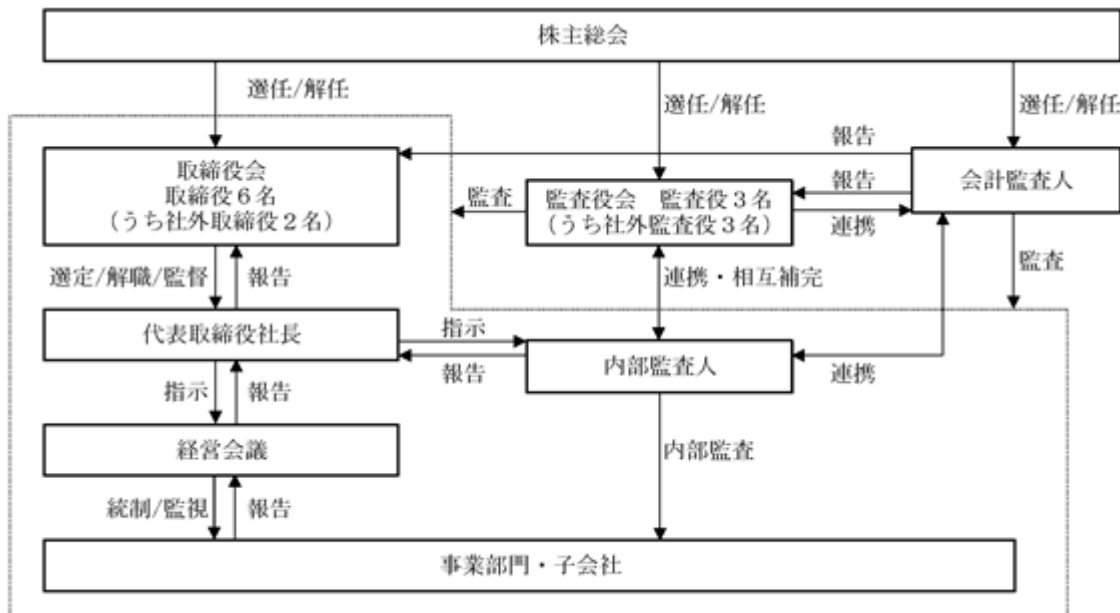 株主総会
選任/解任
選任/解任
選任/解任
報告
取締役会
取締役6名
(うち社外取締役2名)
監査
監査役会　監査役3名
(うち社外監査役3名)
報告
連携
会計監査人
監査
選定/解職/監督
報告
連携・相互補完
代表取締役社長
指示
報告
内部監査人
連携
指示
報告
経営会議
内部監査
統制/監視
報告
事業部門・子会社